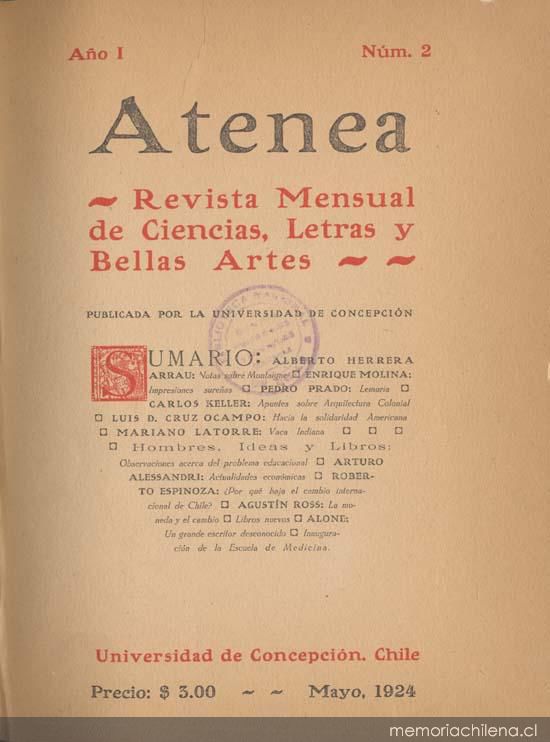 Año I
Núm. 2
Atenea
~ Revista Mensual
de Ciencias, Letras y
Bellas Artes ~ ~
PUBLICADA POR LA UNIVERSIDAD DE CONCEPCIÓN
SUMARIO: ALBERTO HERRERA
ARRAU: Notas sobre Montaigne ◘ ENRIQUE MOLINA:
Impresiones sureñas ◘ PEDRO PRADO: Lemuria ◘
CARLOS KELLER: Apuntes sobre Arquitectura Colonial
◘ LUIS D. CRUZ OCAMPO: Hacia la solidaridad Americana
◘ MARIANO LATORRE: Vaca Indiana ◘ ◘ ◘
◘ Hombres, Ideas y Libros:
Observaciones acerca del problema educacional ◘ ARTURO
ALESSANDRI: Actualidades económicas ◘ ROBER-
TO ESPINOZA: ¿Por qué baja el cambio interna-
cional de Chile? ◘ AGUSTÍN ROSS: La mo-
neda y el cambio ◘ Libros nuevos ◘ ALONE:
Un grande escritor desconocido ◘ Inaugura-
ción de la Escuela de Medicina.
Universidad de Concepción. Chile
Precio: $ 3.00 ~ ~ Mayo, 1924
memoriachilena.cl